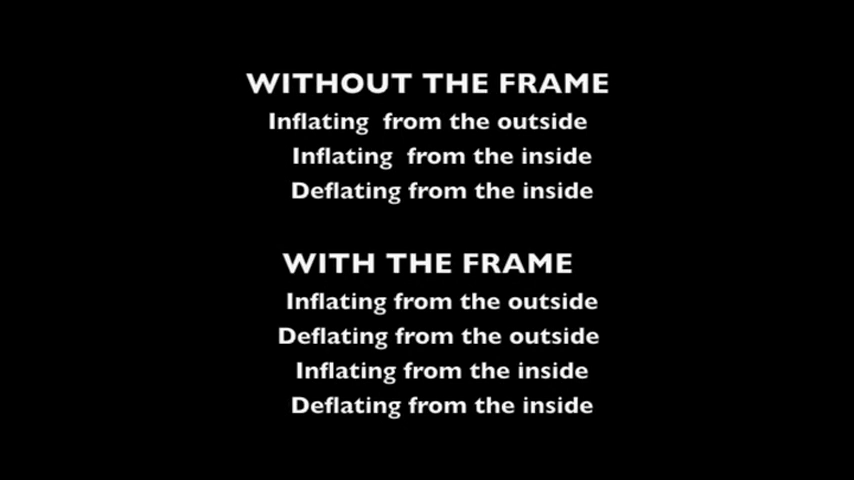 WITHOUT THE FRAME
Inflating from the outside
Inflating from the inside
Deflating from the inside
WITH THE FRAME
Inflating from the outside
Deflating from the outside
Inflating from the inside
Deflating from the inside